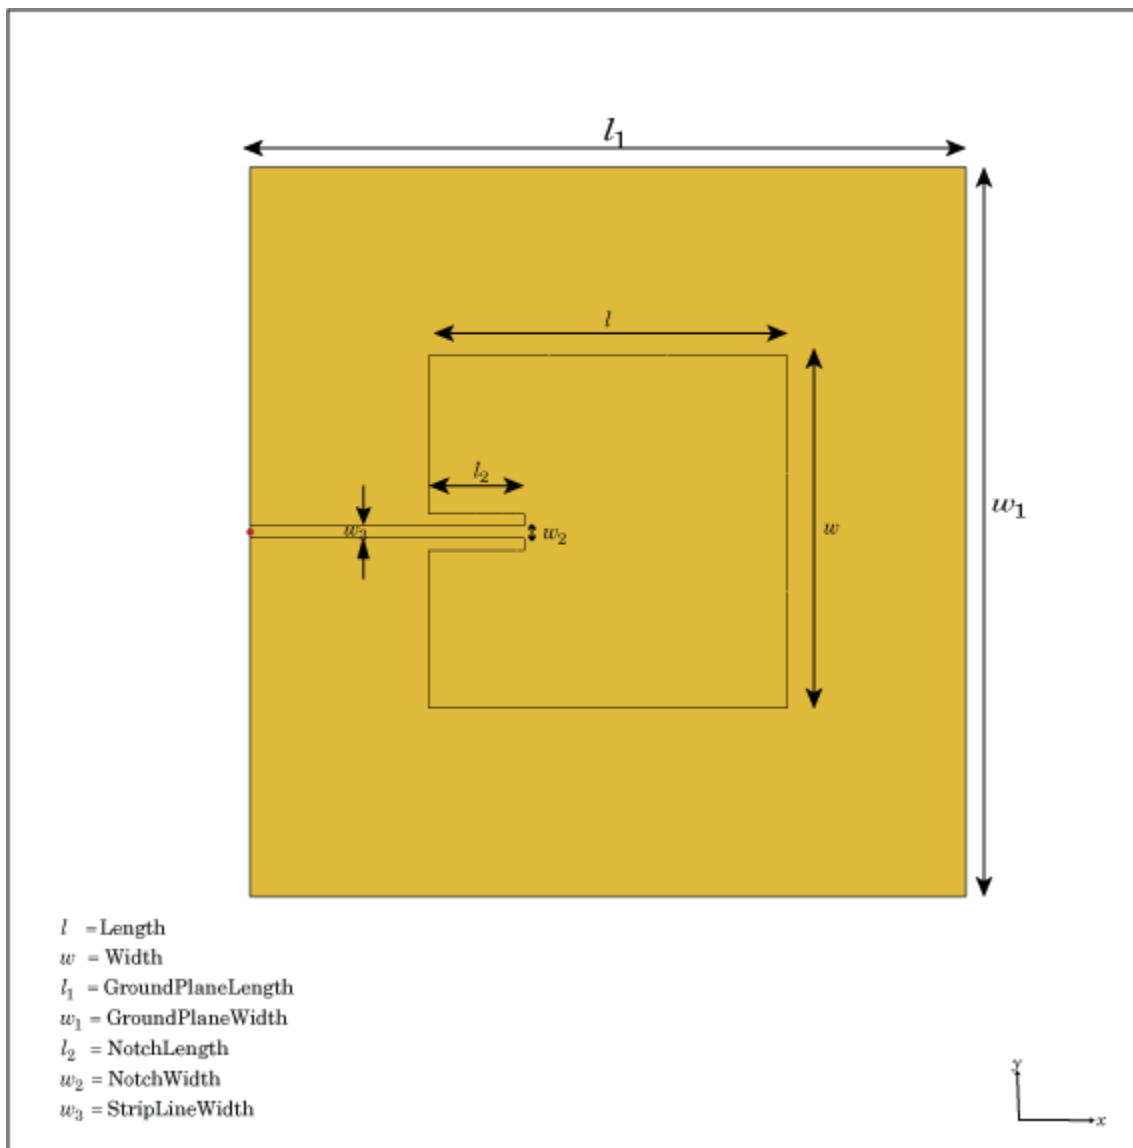 l₁
l
l₂
w₁
w₃
w₂
w
l = Length
w = Width
l₁ = GroundPlaneLength
w₁ = GroundPlaneWidth
l₂ = NotchLength
w₂ = NotchWidth
w₃ = StripLineWidth
y
x